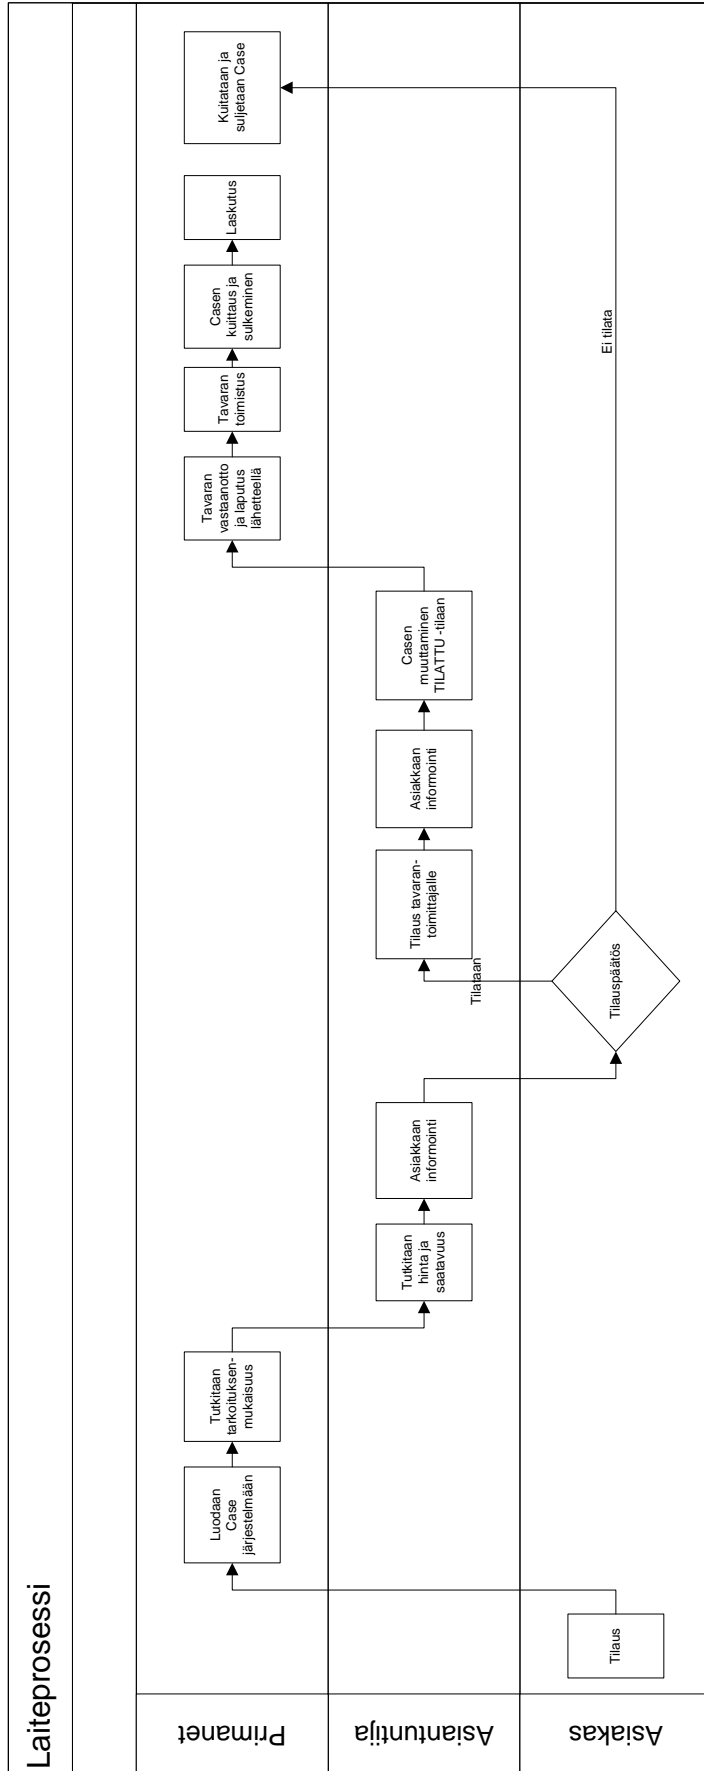 Laiteprosessi
Primanet
Asiantuntija
Asiakas
Tilaus
Luodaan
Case
järjestelmään
Tutkitaan
tarkoituksen-
mukaisuus
Tutkitaan
hinta ja
saatavuus
Asiakkaan
informointi
Tilauspäätös
Tilataan
Tilaus tavaran-
toimittajalle
Asiakkaan
informointi
Casen
muuttaminen
TILATTU -tilaan
Tavaran
vastaanotto
ja laputus
lähetteellä
Tavaran
toimistus
Casen
kuittaus ja
sulkeminen
Laskutus
Ei tilata
Kuitataan ja
suljetaan Case